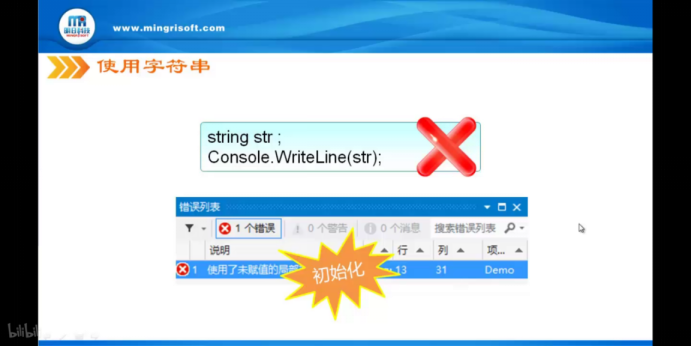 www.mingrisoft.com
使用字符串
string str ;
Console.WriteLine(str);
错误列表
1 个错误 0 个警告 0 个消息 搜索错误列表
说明 行 列 项...
1 使用了未赋值的局 13 31 Demo
初始化
bilibili